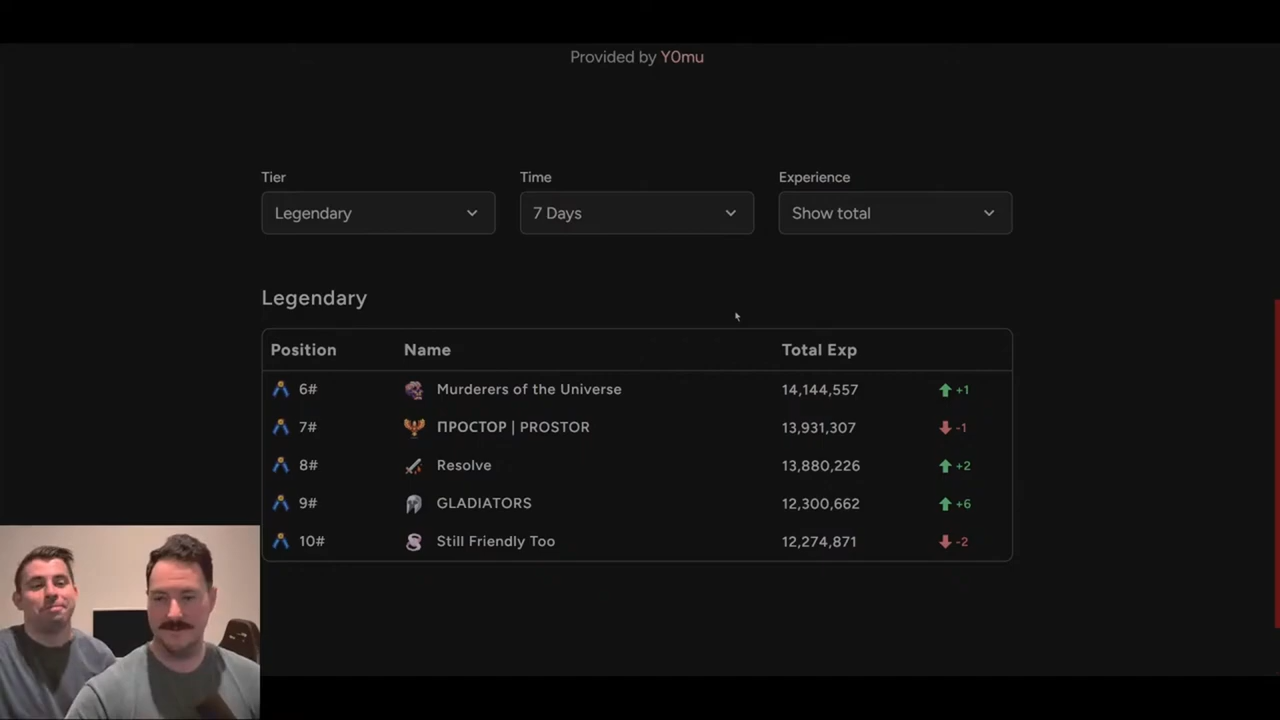 Provided by Y0mu
Tier Time Experience
Legendary 7 Days Show total
Legendary
Position Name Total Exp
6# Murderers of the Universe 14,144,557 +1
7# ПРОСТОР | PROSTOR 13,931,307 -1
8# Resolve 13,880,226 +2
9# GLADIATORS 12,300,662 +6
10# Still Friendly Too 12,274,871 -2